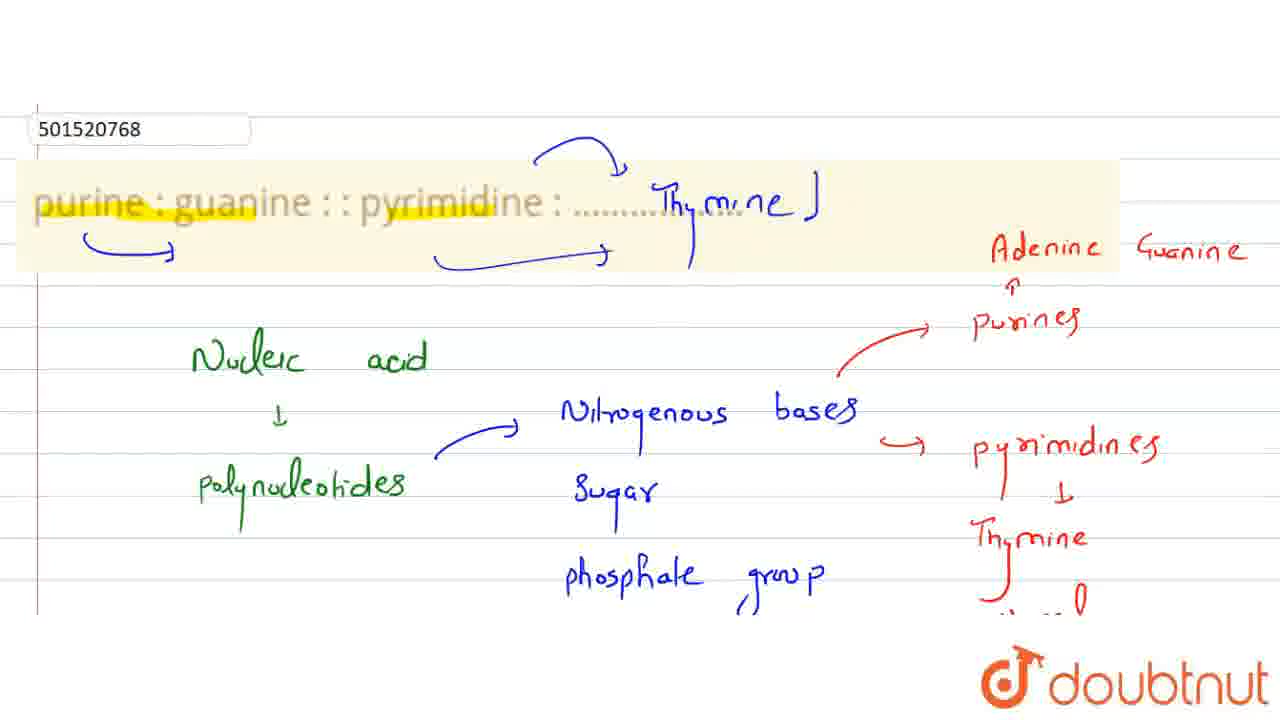 501520768
purine : guanine : : pyrimidine : .................. Thymine
Adenine Guanine
purines
Nucleic acid
Nitrogenous bases
pyrimidines
polynucleotides
sugar
Thymine
phosphate group
doubtnut